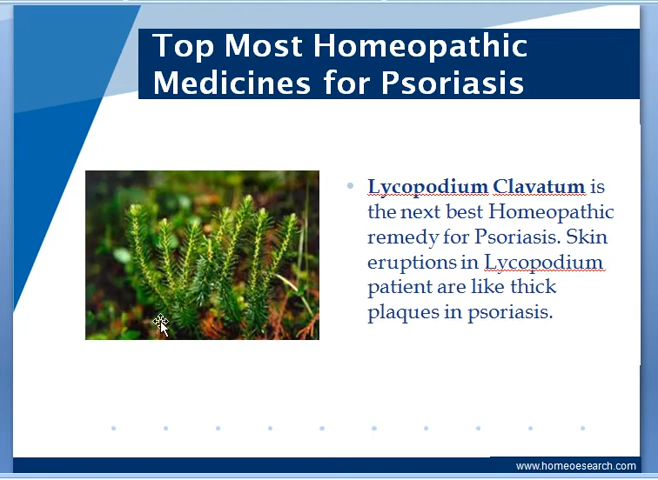 Top Most Homeopathic
Medicines for Psoriasis
Lycopodium Clavatum is
the next best Homeopathic
remedy for Psoriasis. Skin
eruptions in Lycopodium
patient are like thick
plaques in psoriasis.
www.homeoesearch.com